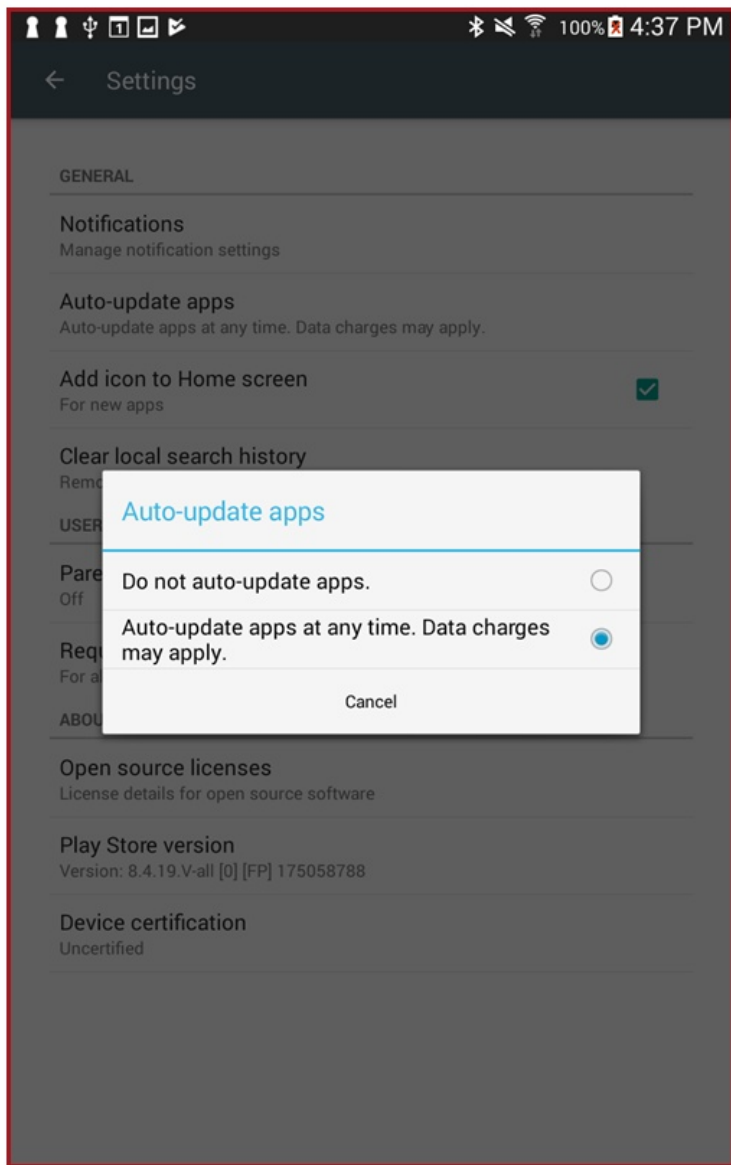 1 100% 4:37 PM
Settings
GENERAL
Notifications
Manage notification settings
Auto-update apps
Auto-update apps at any time. Data charges may apply.
Add icon to Home screen
For new apps
Clear local search history
Remo
USER
Auto-update apps
Pare
Off
Do not auto-update apps.
Requ
For al
Auto-update apps at any time. Data charges
may apply.
Cancel
ABOU
Open source licenses
License details for open source software
Play Store version
Version: 8.4.19.V-all [0] [FP] 175058788
Device certification
Uncertified